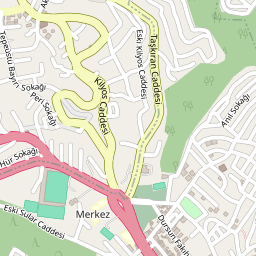 Tepeüstü Bayırı Sokağı
Peri Sokağı
Kilyos Caddesi
Eski Kilyos Caddesi
Taşkıran Caddesi
Anıl Sokağı
Hür Sokağı
Eski Sular Caddesi
Merkez
Dursun Fakih